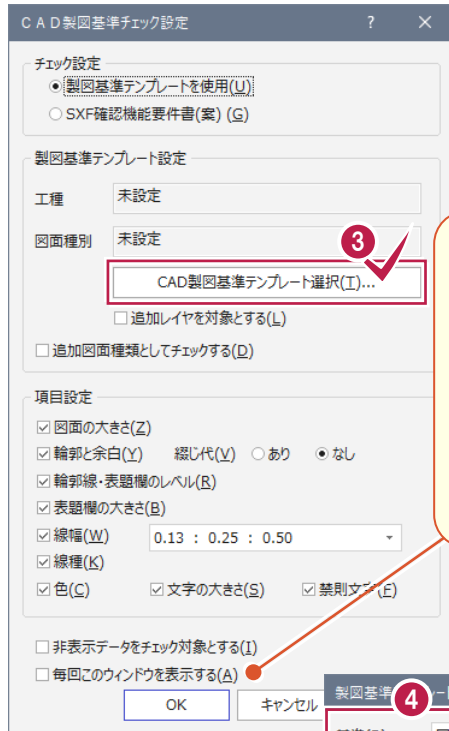 CAD製図基準チェック設定 ? ×
チェック設定
製図基準テンプレートを使用(U)
SXF確認機能要件書(案) (G)
製図基準テンプレート設定
工種 未設定
図面種別 未設定
3
CAD製図基準テンプレート選択(T)...
追加レイヤを対象とする(L)
追加図面種類としてチェックする(D)
項目設定
図面の大きさ(Z)
輪郭と余白(Y) 綴じ代(V) あり なし
輪郭線・表題欄のレベル(R)
表題欄の大きさ(B)
線幅(W) 0.13 : 0.25 : 0.50
線種(K)
色(C) 文字の大きさ(S) 禁則文字(F)
非表示データをチェック対象とする(I)
毎回このウィンドウを表示する(A)
OK キャンセル
製図基準
4